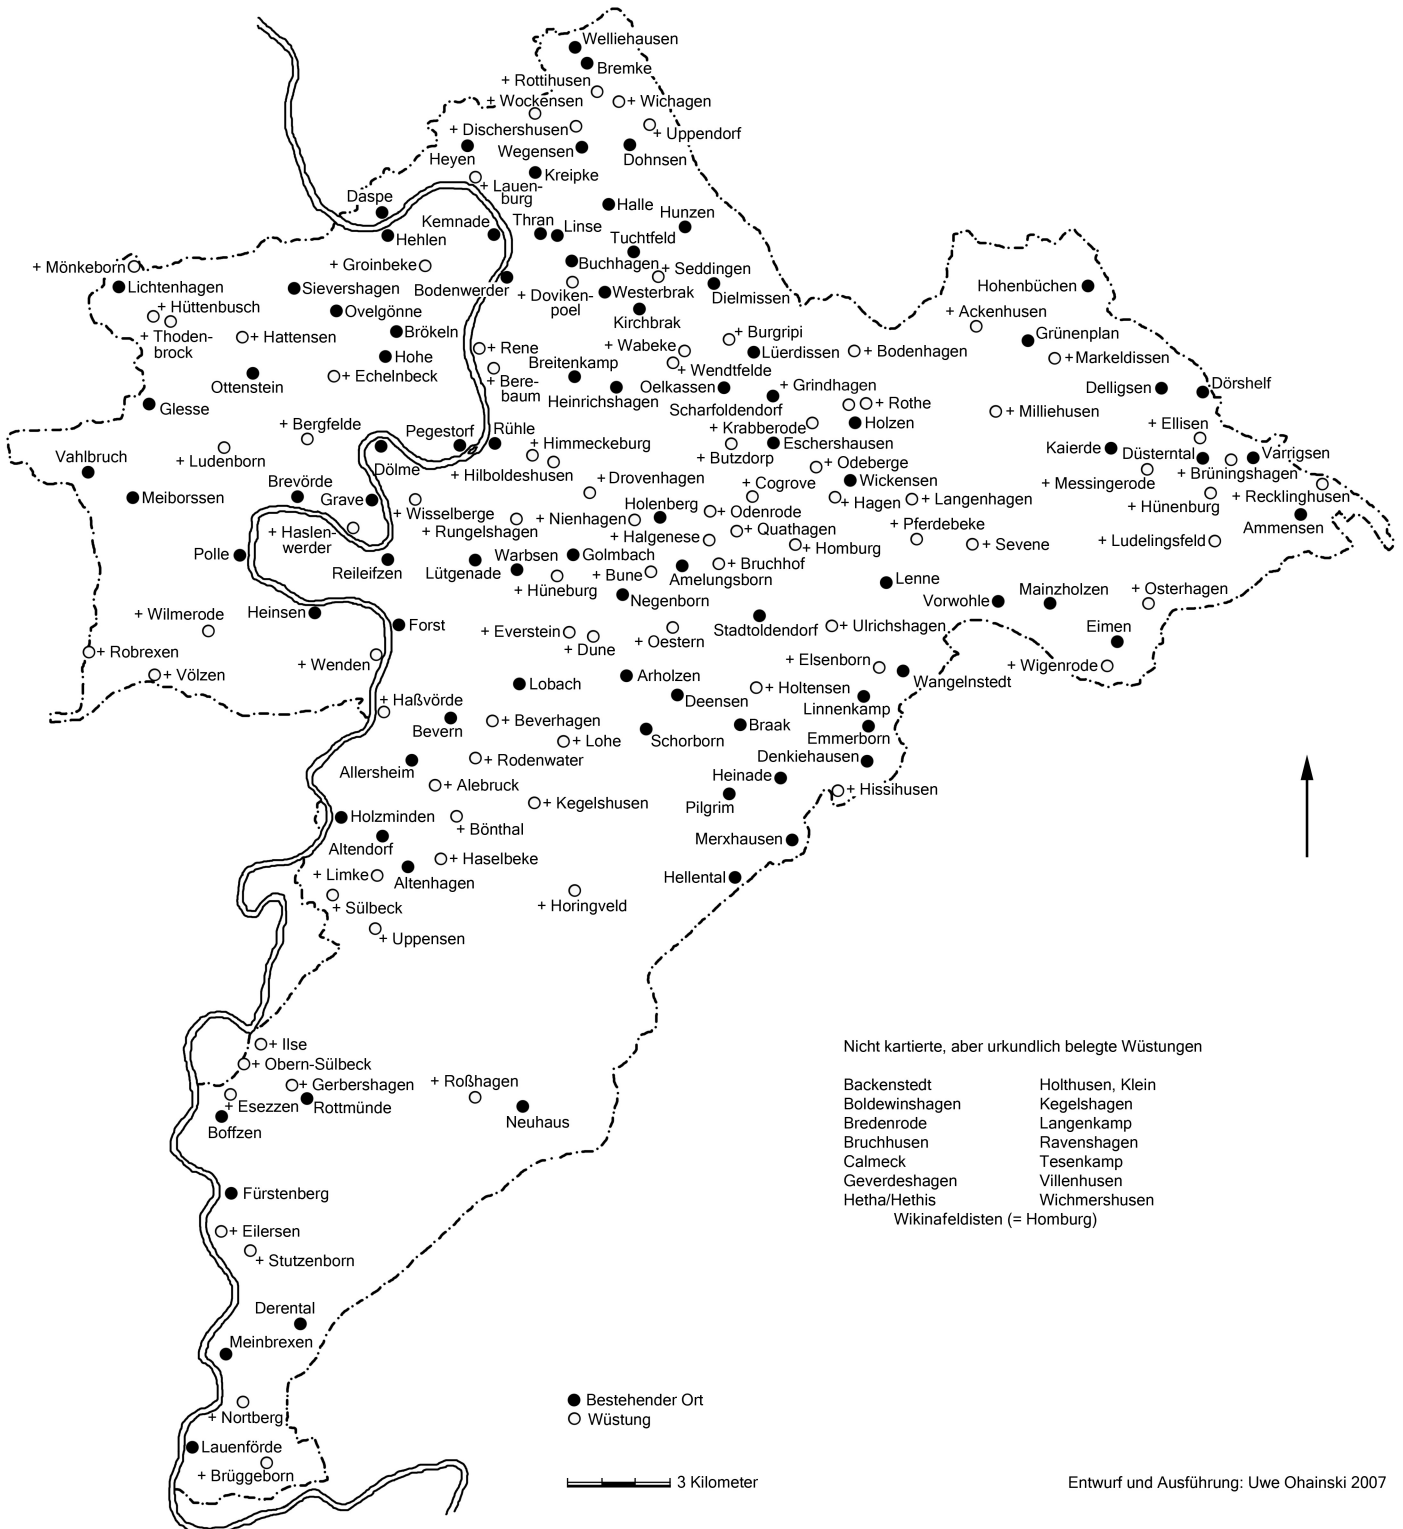 Welliehausen
Bremke
+ Rottihusen
+ Wockensen
+ Wichagen
+ Dischershusen
+ Uppendorf
Heyen
Wegensen
Dohnsen
Kreipke
+ Lauen-
burg
Daspe
Halle
Kemnade
Thran
Linse
Hunzen
Hehlen
Tuchtfeld
+ Mönkeborn
+ Groinbeke
Buchhagen
+ Seddingen
Lichtenhagen
Sievershagen
Bodenwerder
+ Doviken-
poel
Westerbrak
Dielmissen
Hohenbüchen
+ Hüttenbusch
Ovelgönne
Kirchbrak
+ Ackenhusen
+ Thoden-
brock
+ Hattensen
Brökeln
+ Burgripi
Grünenplan
+ Rene
+ Wabeke
Lüerdissen
+ Bodenhagen
Hohe
Breitenkamp
+ Wendtfelde
+ Markeldissen
Ottenstein
+ Echelnbeck
+ Bere-
baum
Heinrichshagen
Oelkassen
+ Grindhagen
Delligsen
Dörshelf
Glesse
Scharfoldendorf
+ Rothe
+ Milliehusen
+ Bergfelde
Pegestorf
Rühle
+ Krabberode
Holzen
+ Ellisen
+ Himmeckeburg
Eschershausen
Kaierde
Düsterntal
Varrigsen
Vahlbruch
+ Ludenborn
Dölme
+ Hilboldeshusen
+ Butzdorp
+ Odeberge
+ Brüningshagen
Brevörde
+ Drovenhagen
+ Cogrove
Wickensen
+ Messingerode
Meiborssen
Grave
Holenberg
+ Hagen
+ Langenhagen
+ Recklinghusen
+ Wisselberge
+ Nienhagen
+ Odenrode
+ Hünenburg
Ammensen
+ Haslen-
werder
+ Rungelshagen
+ Halgenese
+ Quathagen
+ Pferdebeke
Polle
Warbsen
Golmbach
+ Homburg
+ Sevene
+ Ludelingsfeld
Reileifzen
Lütgenade
+ Bune
Amelungsborn
+ Bruchhof
+ Hüneburg
Negenborn
Lenne
Mainzholzen
+ Osterhagen
+ Wilmerode
Heinsen
Forst
Vorwohle
+ Everstein
+ Dune
+ Oestern
Stadtoldendorf
+ Ulrichshagen
Eimen
+ Robrexen
+ Wenden
+ Elsenborn
+ Wigenrode
+ Völzen
Lobach
Arholzen
Wangelnstedt
+ Haßvörde
Deensen
+ Holtensen
Linnenkamp
Bevern
+ Beverhagen
Schorborn
Braak
Emmerborn
+ Lohe
Allersheim
+ Rodenwater
Denkiehausen
+ Alebruck
Heinade
+ Hissihusen
Holzminden
+ Kegelshusen
Pilgrim
+ Bönthal
Altendorf
Merxhausen
+ Haselbeke
+ Limke
Altenhagen
Hellental
+ Sülbeck
+ Horingveld
+ Uppensen
+ Ilse
+ Obern-Sülbeck
+ Gerbershagen
+ Roßhagen
+ Esezzen
Rottmünde
Boffzen
Neuhaus
Fürstenberg
+ Eilersen
+ Stutzenborn
Derental
Meinbrexen
+ Nortberg
Lauenförde
+ Brüggeborn
Nicht kartierte, aber urkundlich belegte Wüstungen
Backenstedt
Boldewinshagen
Bredenrode
Bruchhusen
Calmeck
Geverdeshagen
Hetha/Hethis
Holthusen, Klein
Kegelshagen
Langenkamp
Ravenshagen
Tesenkamp
Villenhusen
Wichmershusen
Wikinafeldisten (= Homburg)
Bestehender Ort
Wüstung
3 Kilometer
Entwurf und Ausführung: Uwe Ohainski 2007